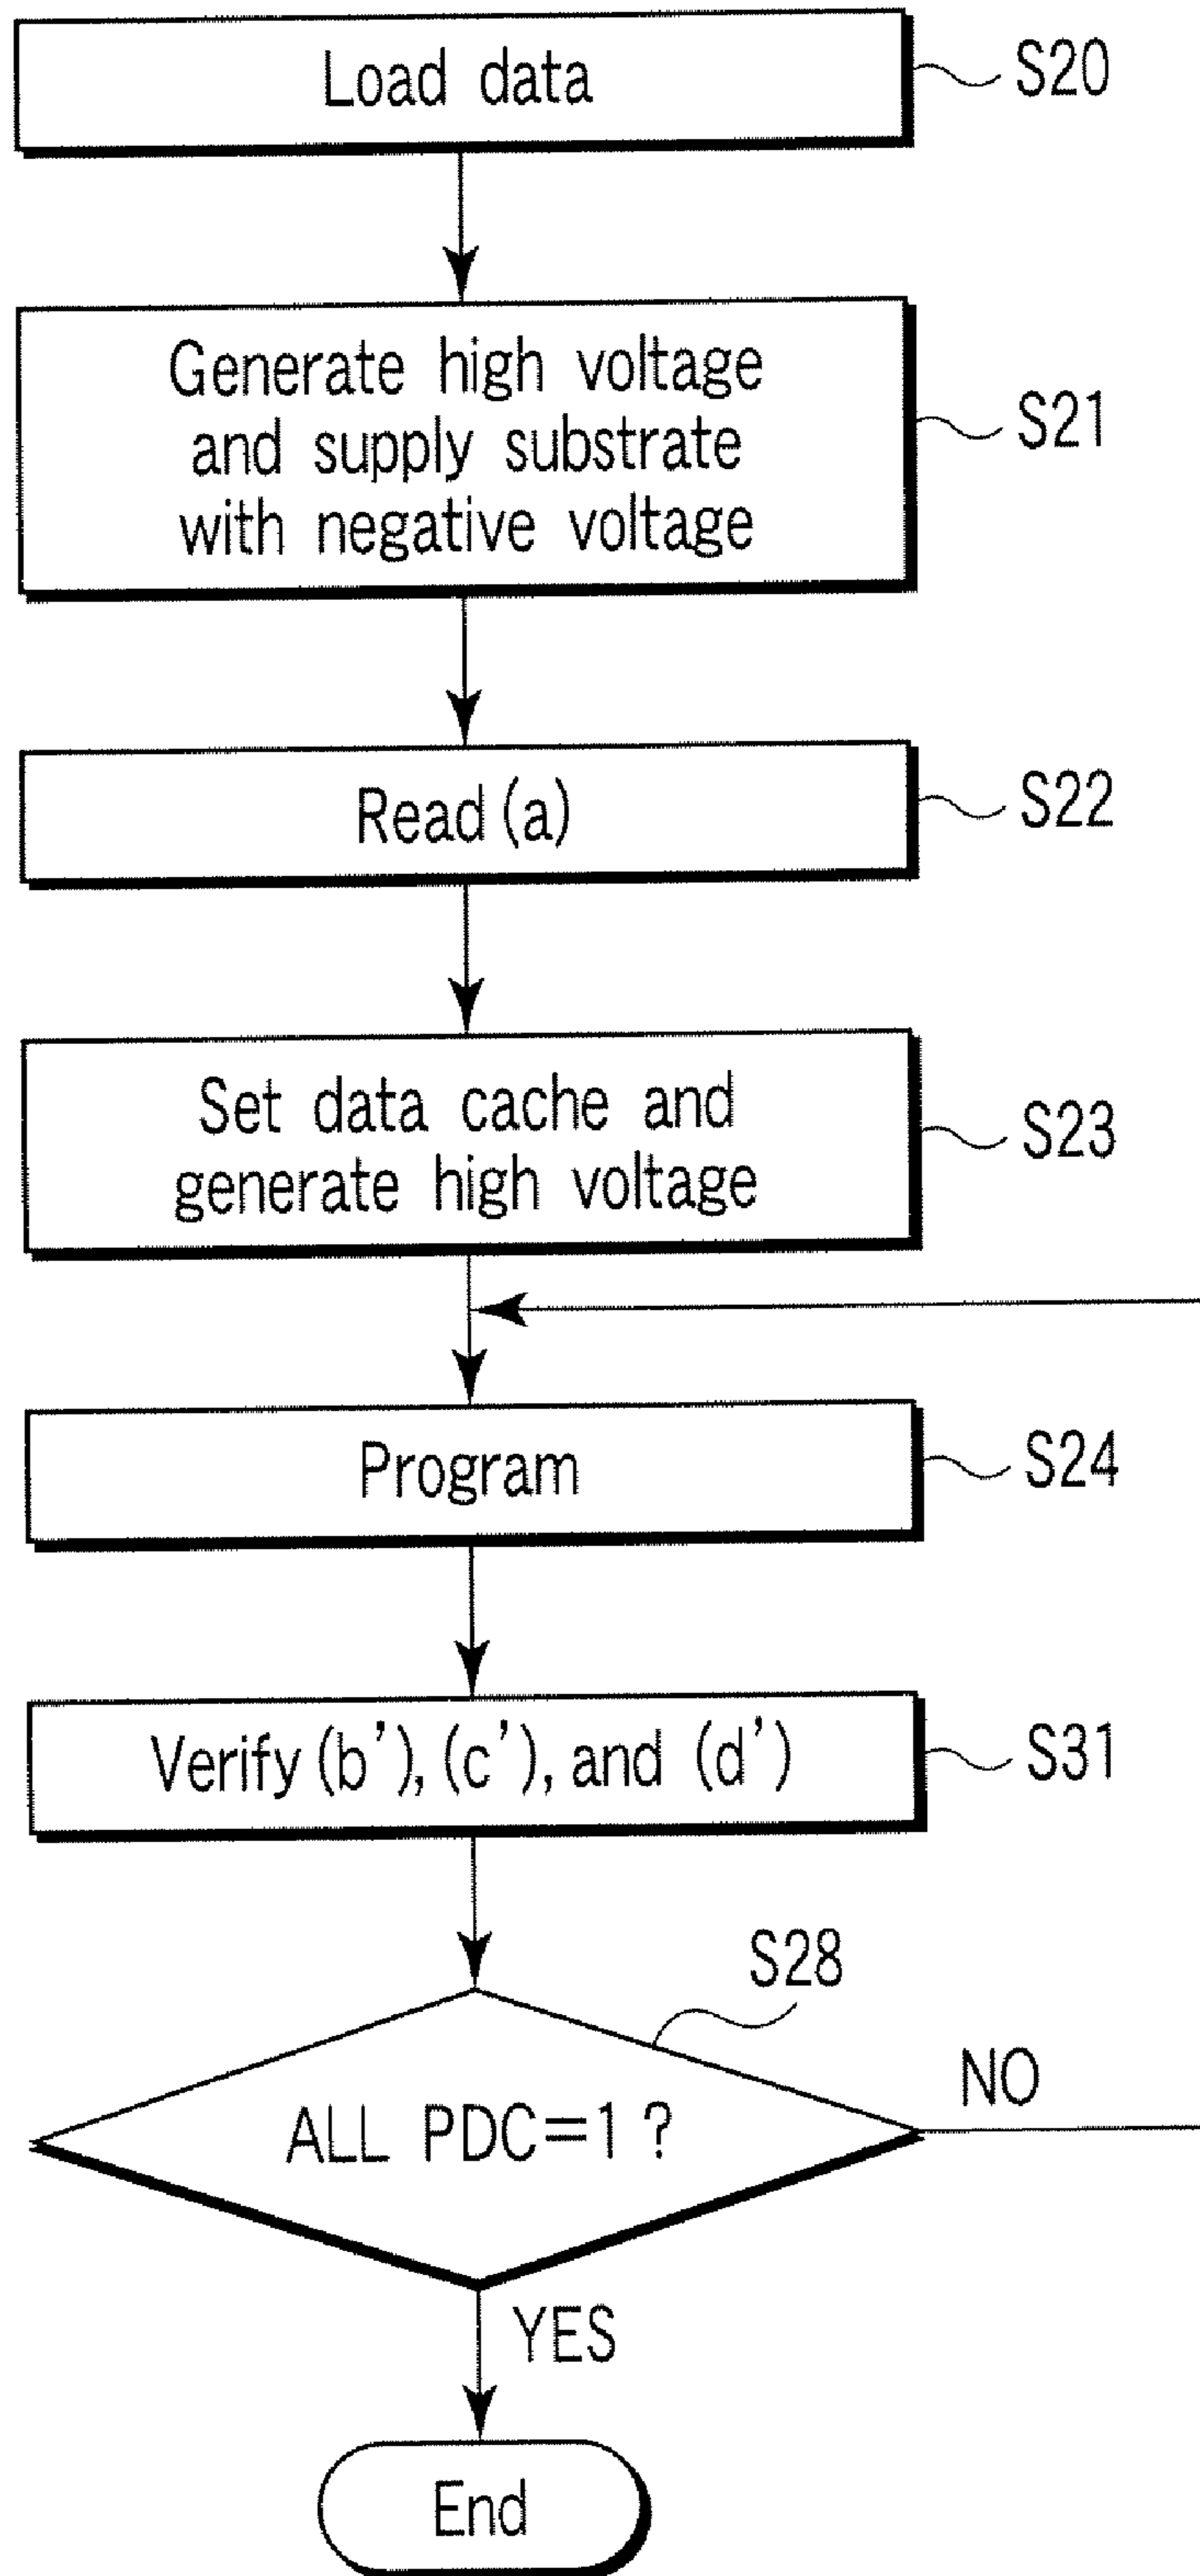 Load data
S20
Generate high voltage
and supply substrate
with negative voltage
S21
Read (a)
S22
Set data cache and
generate high voltage
S23
Program
S24
Verify (b'), (c'), and (d')
S31
S28
ALL PDC=1 ?
NO
YES
End